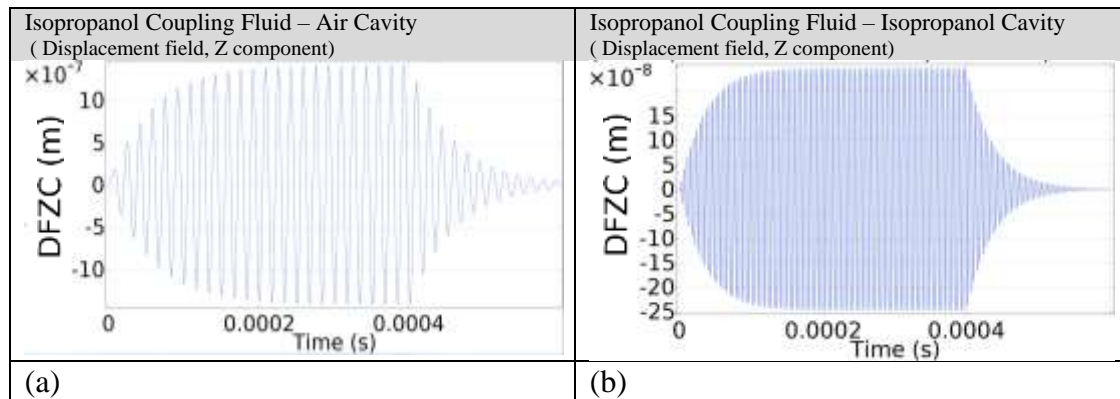 Isopropanol Coupling Fluid – Air Cavity
( Displacement field, Z component)
×10⁻⁷
10
5
0
-5
-10
DFZC (m)
0
0.0002
0.0004
Time (s)
(a)
Isopropanol Coupling Fluid – Isopropanol Cavity
( Displacement field, Z component)
×10⁻⁸
15
10
5
0
-5
-10
-15
-20
-25
DFZC (m)
0
0.0002
0.0004
Time (s)
(b)